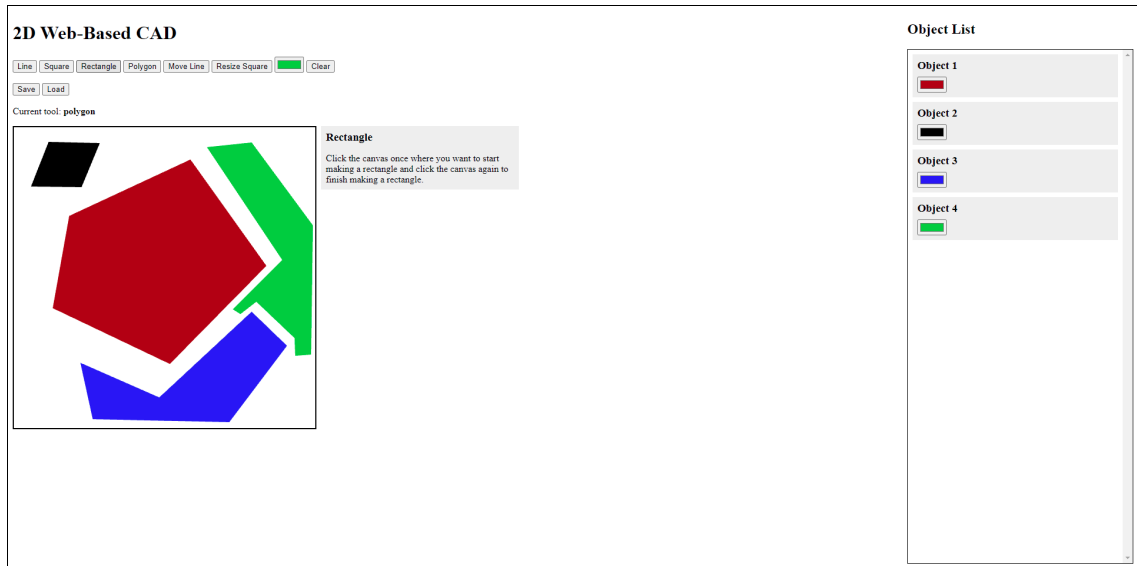 2D Web-Based CAD
Line Square Rectangle Polygon Move Line Resize Square Clear
Save Load
Current tool: polygon
Rectangle
Click the canvas once where you want to start
making a rectangle and click the canvas again to
finish making a rectangle.
Object List
Object 1
Object 2
Object 3
Object 4